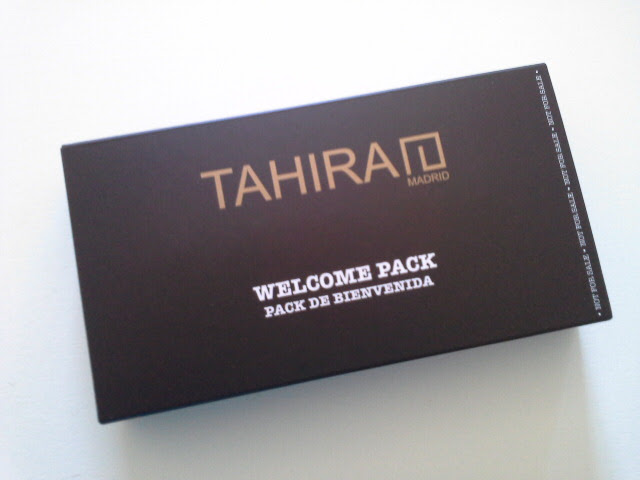 TAHIRA
MADRID
WELCOME PACK
PACK DE BIENVENIDA
• NOT FOR SALE • NOT FOR SALE • NOT FOR SALE • NOT FOR SALE •